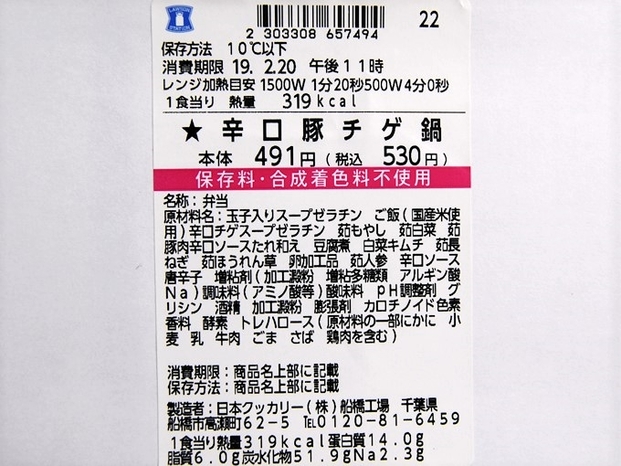 LAWSON
STATION
22
2 303308 657494
保存方法 10℃以下
消費期限 19. 2.20 午後11時
レンジ加熱目安 1500W 1分20秒500W4分0秒
1食当り 熱量 319kcal
★辛口豚チゲ鍋
本体 491円(税込 530円)
保存料・合成着色料不使用
名称:弁当
原材料名:玉子入りスープゼラチン ご飯(国産米使
用)辛口チゲスープゼラチン 茹もやし 茹白菜 茹
豚肉辛口ソースたれ和え 豆腐煮 白菜キムチ 茹長
ねぎ 茹ほうれん草 卵加工品 茹人参 辛口ソース
唐辛子 増粘剤(加工澱粉 増粘多糖類 アルギン酸
Na)調味料(アミノ酸等)酸味料 pH調整剤 グ
リシン 酒精 加工澱粉 膨張剤 カロチノイド色素
香料 酵素 トレハロース(原材料の一部にかに 小
麦 乳 牛肉 ごま さば 鶏肉を含む)
消費期限:商品名上部に記載
保存方法:商品名上部に記載
製造者:日本クッカリー(株)船橋工場 千葉県
船橋市高瀬町62-5 ℡0120-81-6459
1食当り熱量319kcal蛋白質14.0g
脂質6.0g炭水化物51.9gNa2.3g